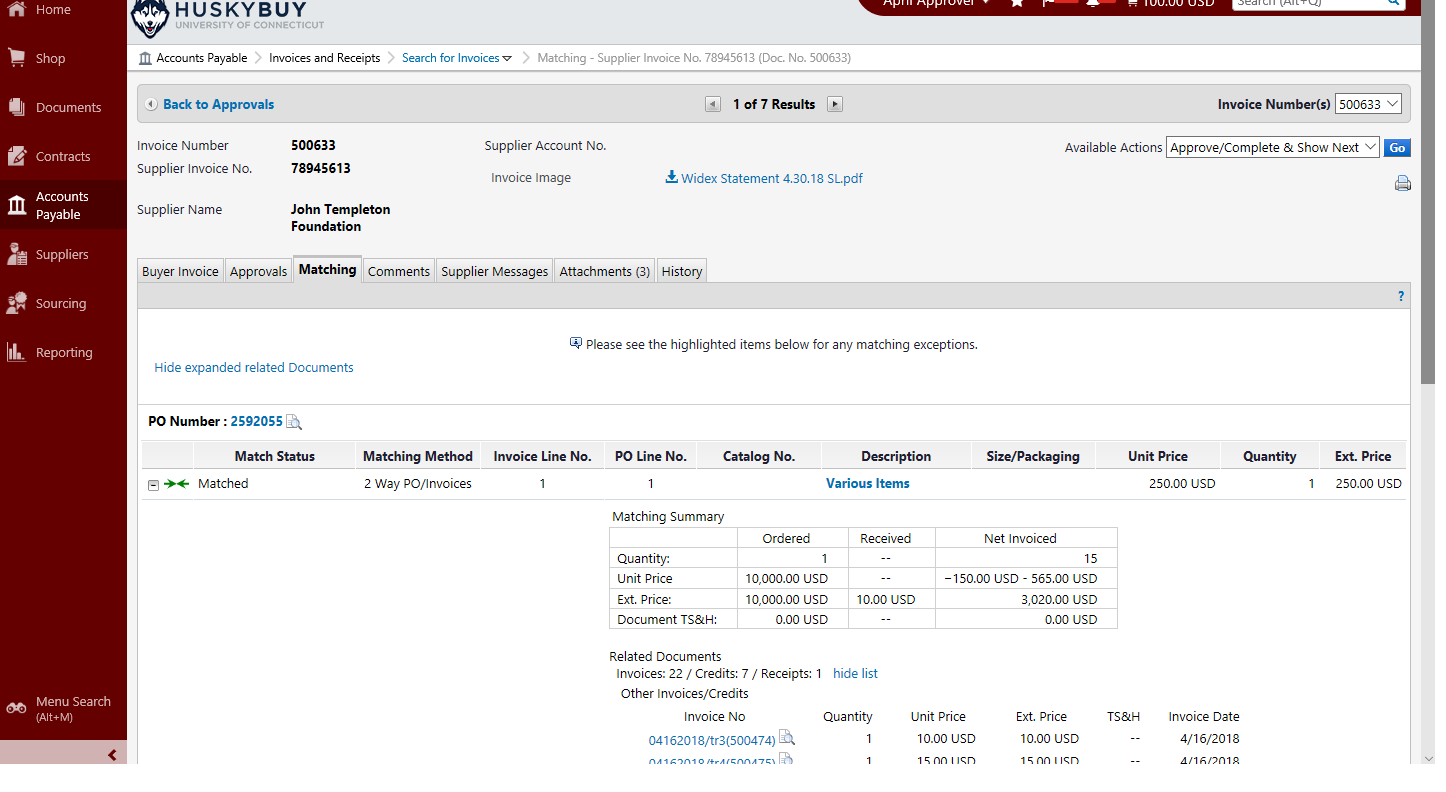 Home
HUSKYBUY
UNIVERSITY OF CONNECTICUT
April Approver
100.00 USD
Search (Alt+Q)
Shop
Documents
Contracts
Accounts
Payable
Suppliers
Sourcing
Reporting
Menu Search
(Alt+M)
Accounts Payable Invoices and Receipts Search for Invoices Matching - Supplier Invoice No. 78945613 (Doc. No. 500633)
Back to Approvals 1 of 7 Results Invoice Number(s) 500633
Invoice Number 500633 Supplier Account No. Available Actions Approve/Complete & Show Next Go
Supplier Invoice No. 78945613
Invoice Image Widex Statement 4.30.18 SL.pdf
Supplier Name John Templeton
Foundation
Buyer Invoice Approvals Matching Comments Supplier Messages Attachments (3) History
?
Please see the highlighted items below for any matching exceptions.
Hide expanded related Documents
PO Number : 2592055
Match Status Matching Method Invoice Line No. PO Line No. Catalog No. Description Size/Packaging Unit Price Quantity Ext. Price
Matched 2 Way PO/Invoices 1 1 Various Items 250.00 USD 1 250.00 USD
Matching Summary
Ordered Received Net Invoiced
Quantity: 1 -- 15
Unit Price 10,000.00 USD -- −150.00 USD - 565.00 USD
Ext. Price: 10,000.00 USD 10.00 USD 3,020.00 USD
Document TS&H: 0.00 USD -- 0.00 USD
Related Documents
Invoices: 22 / Credits: 7 / Receipts: 1 hide list
Other Invoices/Credits
Invoice No Quantity Unit Price Ext. Price TS&H Invoice Date
04162018/tr3(500474) 1 10.00 USD 10.00 USD -- 4/16/2018
04162018/tr4(500475) 1 15.00 USD 15.00 USD -- 4/16/2018